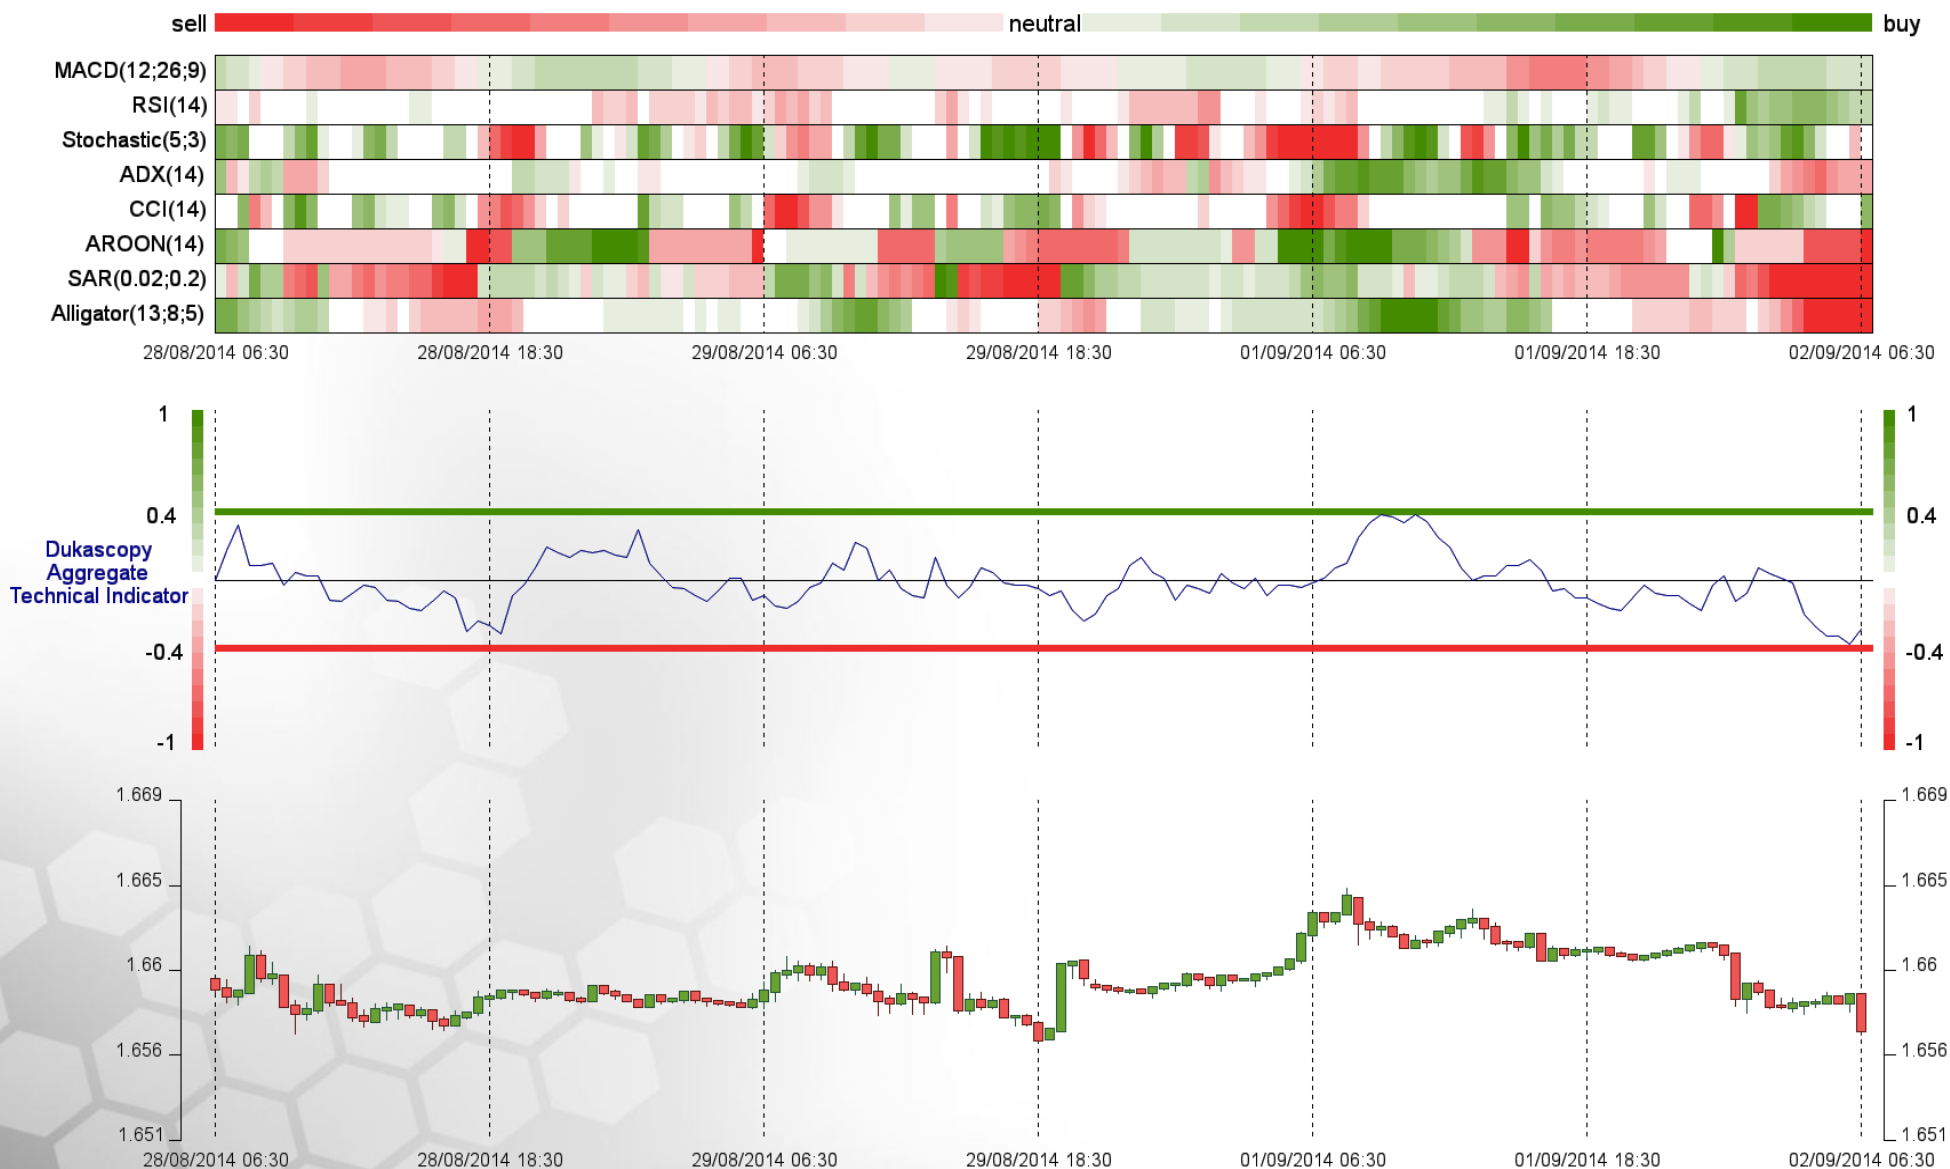 sell neutral buy
MACD(12;26;9)
RSI(14)
Stochastic(5;3)
ADX(14)
CCI(14)
AROON(14)
SAR(0.02;0.2)
Alligator(13;8;5)
28/08/2014 06:30 28/08/2014 18:30 29/08/2014 06:30 29/08/2014 18:30 01/09/2014 06:30 01/09/2014 18:30 02/09/2014 06:30
1 1
0.4 0.4
Dukascopy
Aggregate
Technical Indicator
-0.4 -0.4
-1 -1
1.669 1.669
1.665 1.665
1.66 1.66
1.656 1.656
1.651 1.651
28/08/2014 06:30 28/08/2014 18:30 29/08/2014 06:30 29/08/2014 18:30 01/09/2014 06:30 01/09/2014 18:30 02/09/2014 06:30